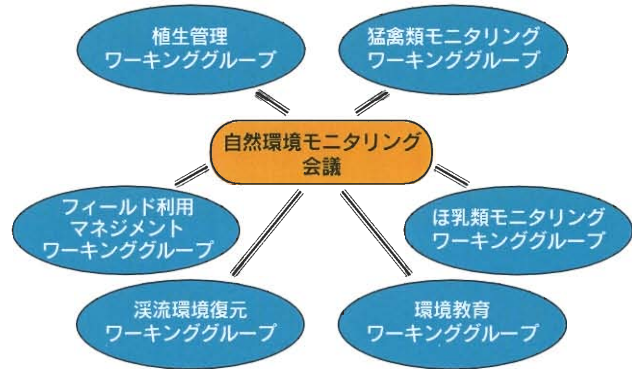 植生管理
ワーキンググループ
猛禽類モニタリング
ワーキンググループ
自然環境モニタリング
会議
フィールド利用
マネジメント
ワーキンググループ
ほ乳類モニタリング
ワーキンググループ
渓流環境復元
ワーキンググループ
環境教育
ワーキンググループ